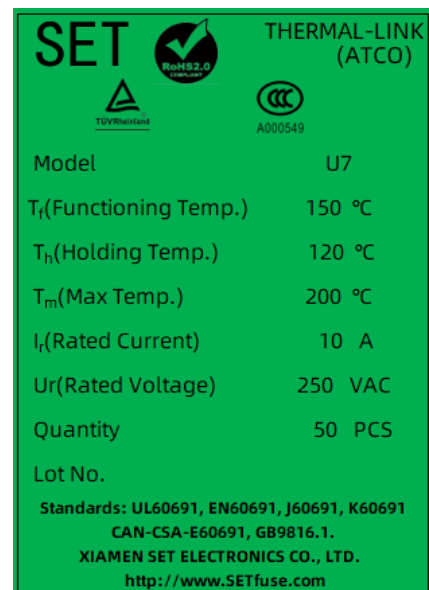 SET
RoHS2.0
COMPLIANT
THERMAL-LINK
(ATCO)
TÜVRheinland
CCC
A000549
Model U7
Tf(Functioning Temp.) 150 ℃
Th(Holding Temp.) 120 ℃
Tm(Max Temp.) 200 ℃
Ir(Rated Current) 10 A
Ur(Rated Voltage) 250 VAC
Quantity 50 PCS
Lot No.
Standards: UL60691, EN60691, J60691, K60691
CAN-CSA-E60691, GB9816.1.
XIAMEN SET ELECTRONICS CO., LTD.
http://www.SETfuse.com